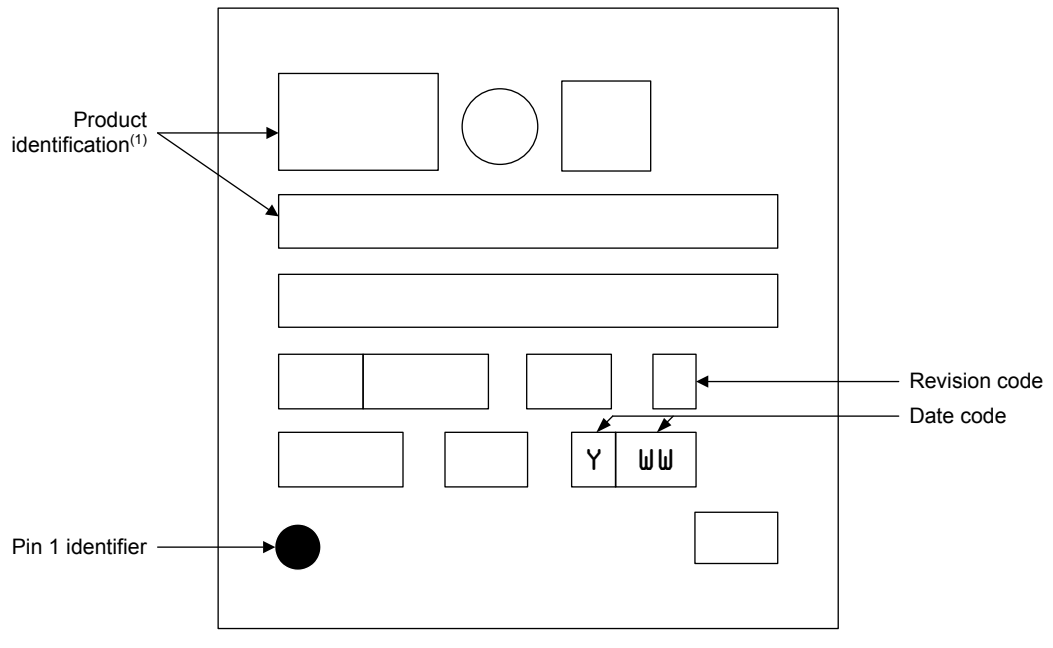 Product
identification(1)
Revision code
Date code
Y WW
Pin 1 identifier